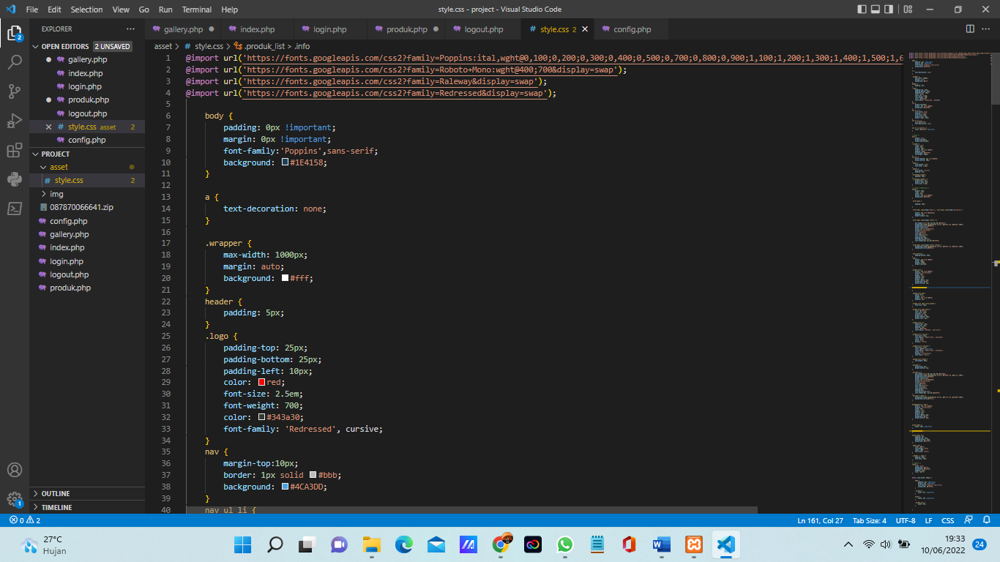 File Edit Selection View Go Run Terminal Help
style.css - project - Visual Studio Code
EXPLORER
OPEN EDITORS 2 UNSAVED
gallery.php
index.php
login.php
produk.php
logout.php
style.css asset 2
config.php
PROJECT
asset
style.css 2
img
087870066641.zip
config.php
gallery.php
index.php
login.php
logout.php
produk.php
OUTLINE
TIMELINE
2
1
gallery.php index.php login.php produk.php logout.php style.css 2 config.php
asset > style.css > .produk_list > .info
1 @import url('https://fonts.googleapis.com/css2?family=Poppins:ital,wght@0,100;0,200;0,300;0,400;0,500;0,700;0,800;0,900;1,100;1,200;1,300;1,400;1,500;1,6
2 @import url('https://fonts.googleapis.com/css2?family=Roboto+Mono:wght@400;700&display=swap');
3 @import url('https://fonts.googleapis.com/css2?family=Raleway&display=swap');
4 @import url('https://fonts.googleapis.com/css2?family=Redressed&display=swap');
5
6 body {
7 padding: 0px !important;
8 margin: 0px !important;
9 font-family:'Poppins',sans-serif;
10 background: #1E4158;
11 }
12
13 a {
14 text-decoration: none;
15 }
16
17 .wrapper {
18 max-width: 1000px;
19 margin: auto;
20 background: #fff;
21 }
22 header {
23 padding: 5px;
24 }
25 .logo {
26 padding-top: 25px;
27 padding-bottom: 25px;
28 padding-left: 10px;
29 color: red;
30 font-size: 2.5em;
31 font-weight: 700;
32 color: #343a30;
33 font-family: 'Redressed', cursive;
34 }
35 nav {
36 margin-top:10px;
37 border: 1px solid #bbb;
38 background: #4CA3DD;
39 }
40 nav ul li {
0 2
Ln 161, Col 27 Tab Size: 4 UTF-8 LF CSS
27°C
Hujan
19:33
10/06/2022
24